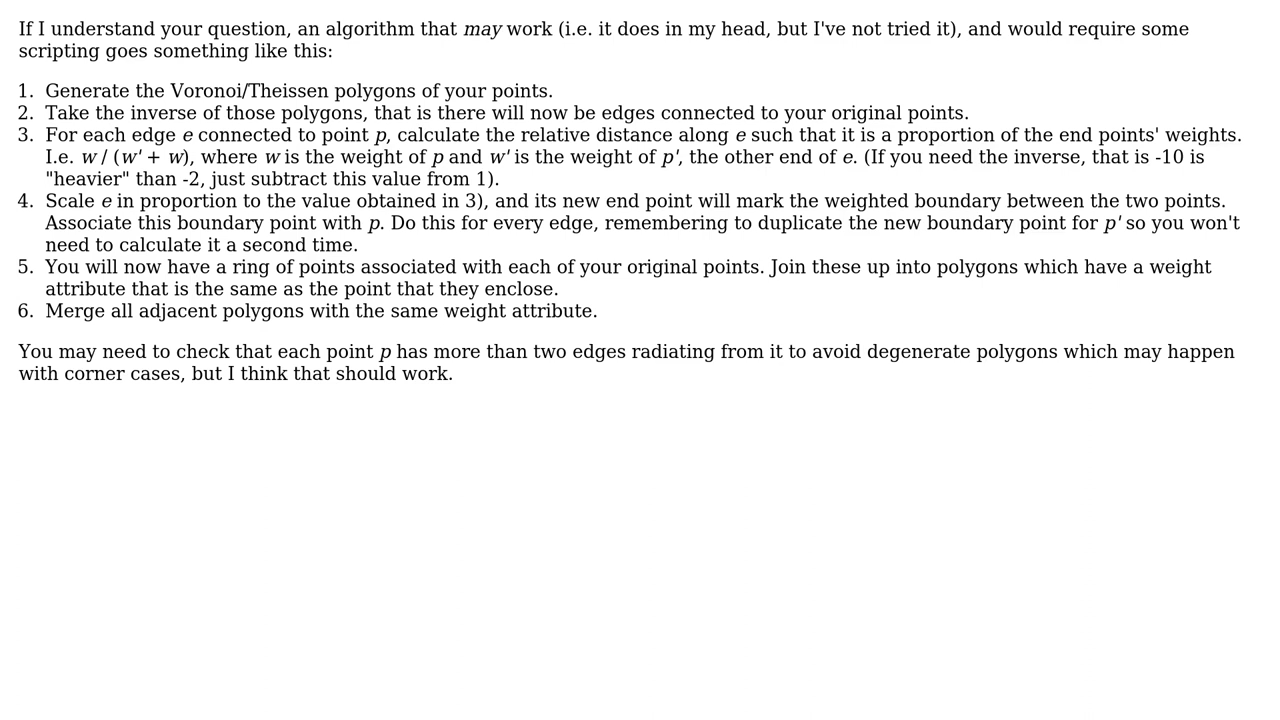 If I understand your question, an algorithm that may work (i.e. it does in my head, but I've not tried it), and would require some
scripting goes something like this:
1. Generate the Voronoi/Theissen polygons of your points.
2. Take the inverse of those polygons, that is there will now be edges connected to your original points.
3. For each edge e connected to point p, calculate the relative distance along e such that it is a proportion of the end points' weights.
I.e. w / (w' + w), where w is the weight of p and w' is the weight of p', the other end of e. (If you need the inverse, that is -10 is
"heavier" than -2, just subtract this value from 1).
4. Scale e in proportion to the value obtained in 3), and its new end point will mark the weighted boundary between the two points.
Associate this boundary point with p. Do this for every edge, remembering to duplicate the new boundary point for p' so you won't
need to calculate it a second time.
5. You will now have a ring of points associated with each of your original points. Join these up into polygons which have a weight
attribute that is the same as the point that they enclose.
6. Merge all adjacent polygons with the same weight attribute.
You may need to check that each point p has more than two edges radiating from it to avoid degenerate polygons which may happen
with corner cases, but I think that should work.